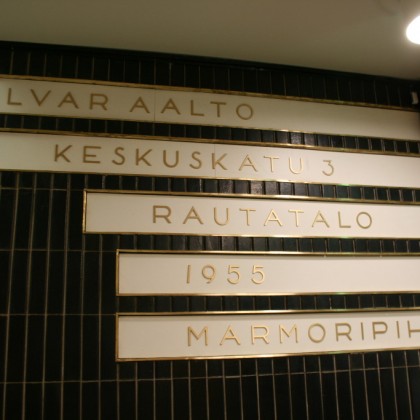 LVAR AALTO
KESKUSKATU 3
RAUTATALO
1955
MARMORIPIH